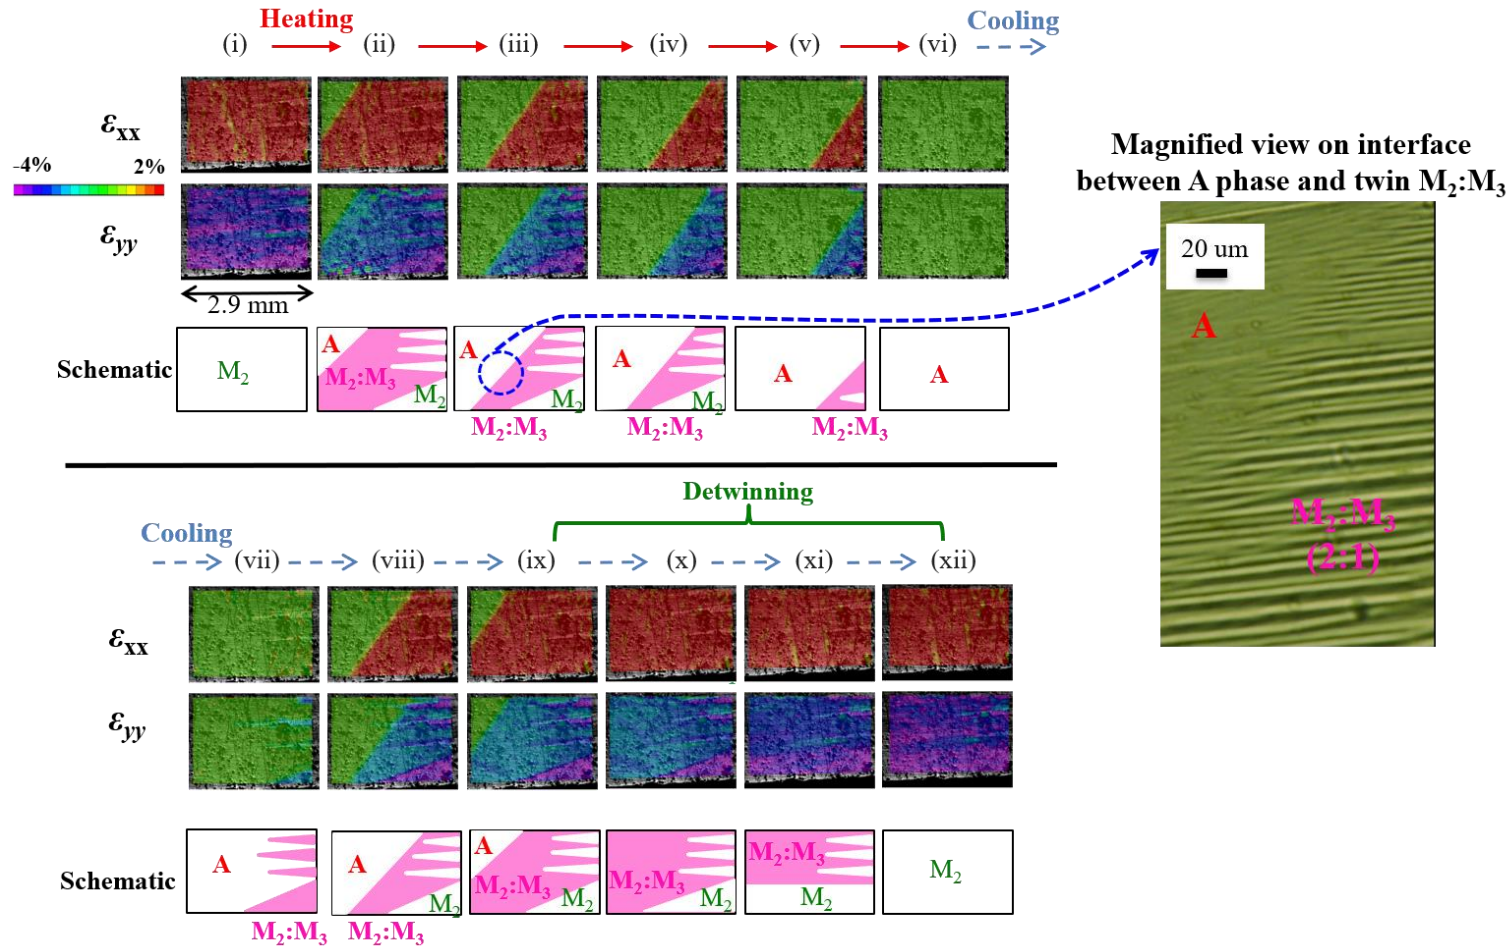 Heating
Cooling
(i) (ii) (iii) (iv) (v) (vi)
εxx
-4% 2%
εyy
2.9 mm
Schematic
M2
A
M2:M3
M2
A
M2
M2:M3
A
M2
M2:M3
A
M2:M3
A
Magnified view on interface
between A phase and twin M2:M3
20 um
A
M2:M3
(2:1)
Detwinning
Cooling
(vii) (viii) (ix) (x) (xi) (xii)
εxx
εyy
Schematic
A
M2:M3
A
M2
M2:M3
A
M2:M3
M2
M2:M3
M2
M2:M3
M2
M2